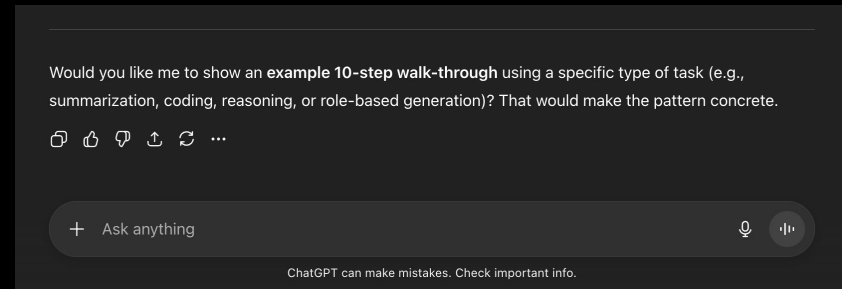 Would you like me to show an example 10-step walk-through using a specific type of task (e.g.,
summarization, coding, reasoning, or role-based generation)? That would make the pattern concrete.
Ask anything
ChatGPT can make mistakes. Check important info.